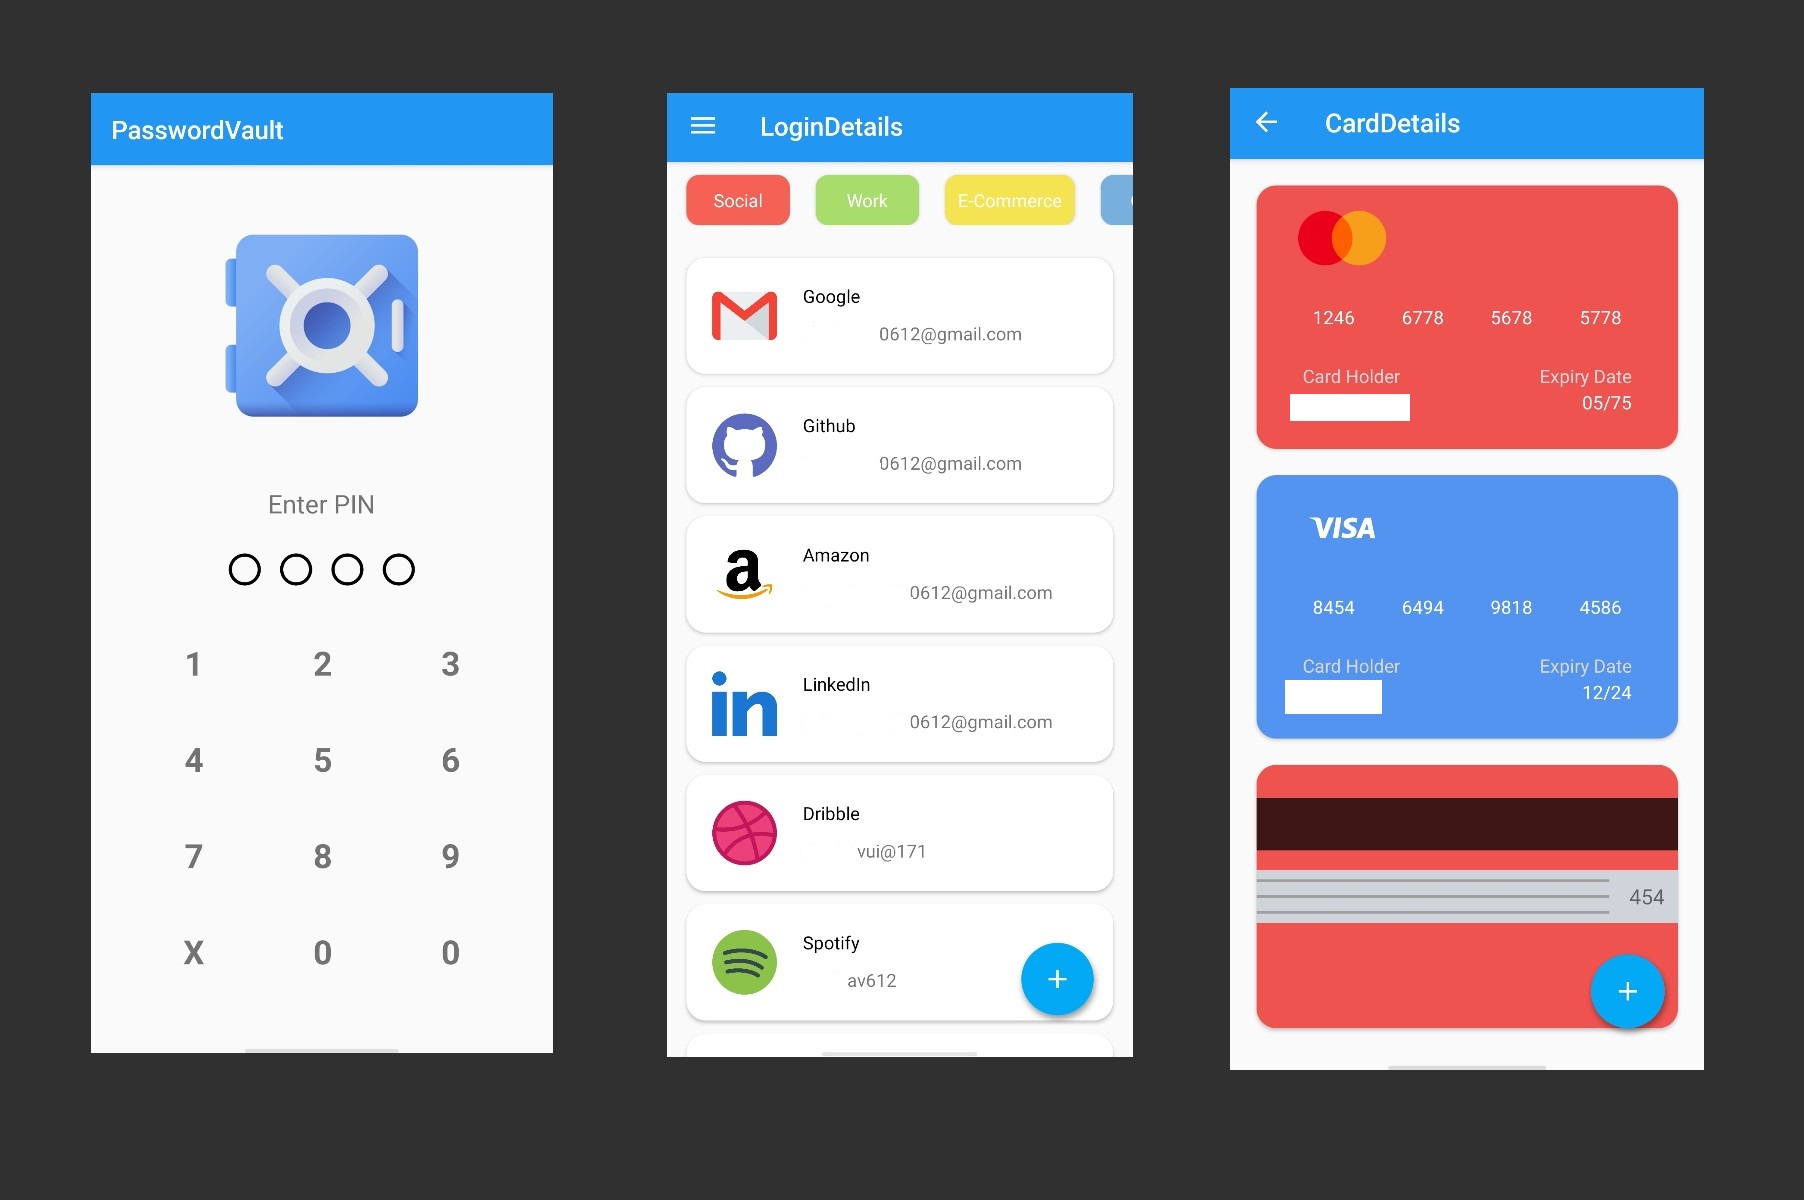 PasswordVault
Enter PIN
1 2 3
4 5 6
7 8 9
X 0 0
LoginDetails
Social Work E-Commerce
Google
0612@gmail.com
Github
0612@gmail.com
Amazon
0612@gmail.com
LinkedIn
0612@gmail.com
Dribble
vui@171
Spotify
av612
+
CardDetails
1246 6778 5678 5778
Card Holder Expiry Date
05/75
VISA
8454 6494 9818 4586
Card Holder Expiry Date
12/24
454
+